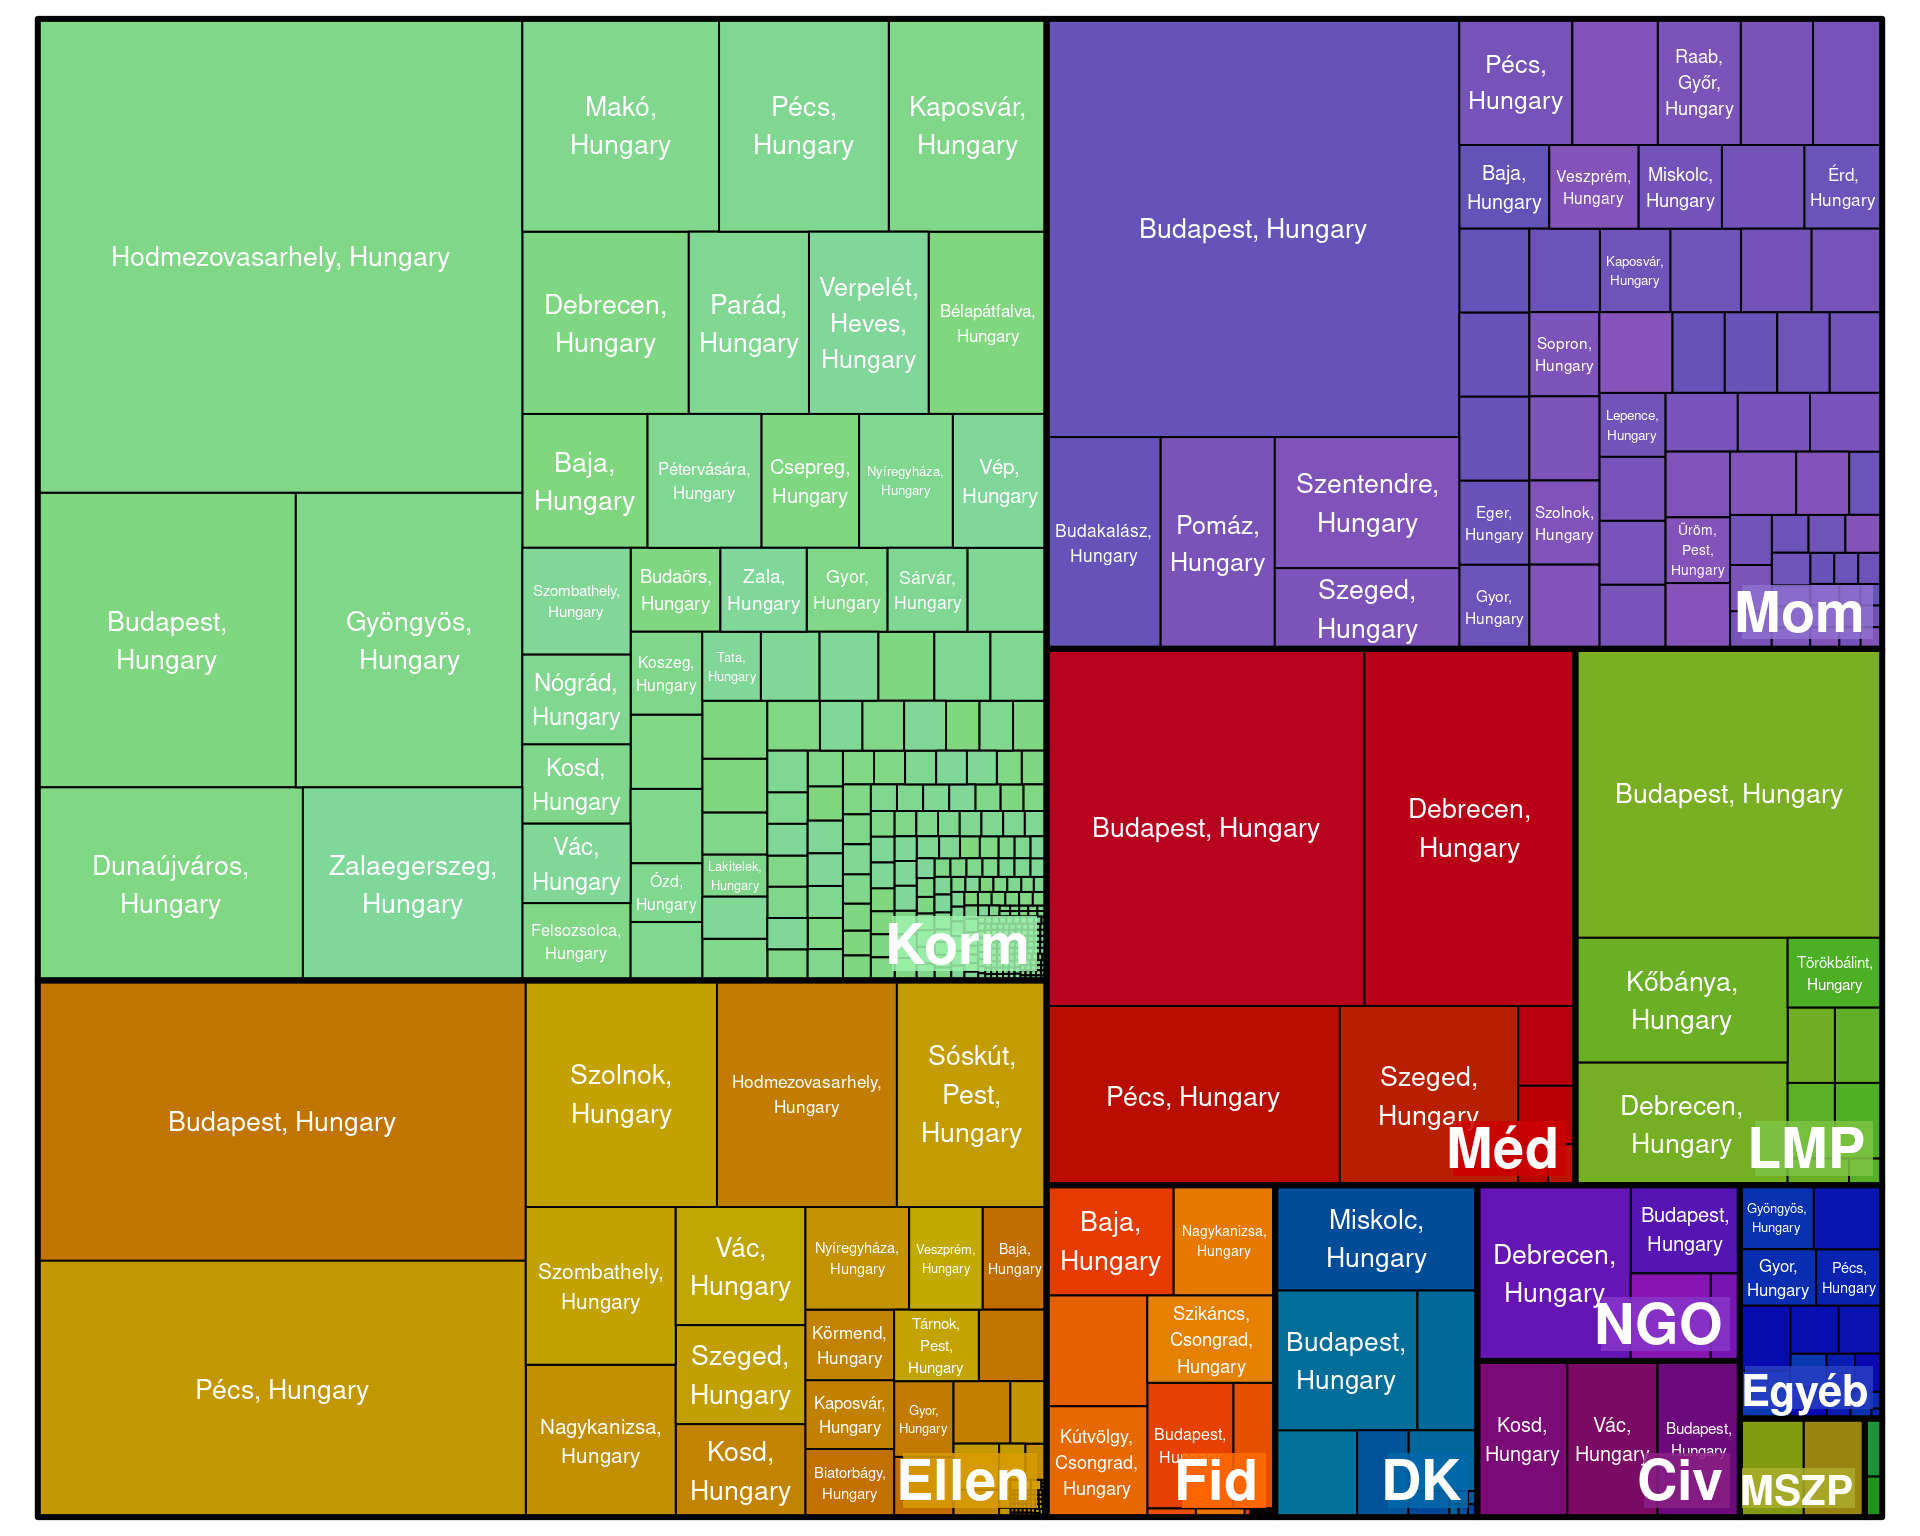 Hodmezovasarhely, Hungary
Budapest,
Hungary
Gyöngyös,
Hungary
Dunaújváros,
Hungary
Zalaegerszeg,
Hungary
Makó,
Hungary
Pécs,
Hungary
Kaposvár,
Hungary
Debrecen,
Hungary
Parád,
Hungary
Verpelét,
Heves,
Hungary
Bélapátfalva,
Hungary
Baja,
Hungary
Pétervására,
Hungary
Csepreg,
Hungary
Nyíregyháza,
Hungary
Vép,
Hungary
Szombathely,
Hungary
Budaörs,
Hungary
Zala,
Hungary
Gyor,
Hungary
Sárvár,
Hungary
Nógrád,
Hungary
Koszeg,
Hungary
Tata,
Hungary
Kosd,
Hungary
Vác,
Hungary
Ózd,
Hungary
Lakitelek,
Hungary
Felsozsolca,
Hungary
Korm
Budapest, Hungary
Pécs, Hungary
Szolnok,
Hungary
Hodmezovasarhely,
Hungary
Sóskút,
Pest,
Hungary
Szombathely,
Hungary
Nagykanizsa,
Hungary
Vác,
Hungary
Szeged,
Hungary
Kosd,
Hungary
Nyíregyháza,
Hungary
Veszprém,
Hungary
Baja,
Hungary
Körmend,
Hungary
Tárnok,
Pest,
Hungary
Kaposvár,
Hungary
Gyor,
Hungary
Biatorbágy,
Hungary
Ellen
Budapest, Hungary
Budakalász,
Hungary
Pomáz,
Hungary
Szentendre,
Hungary
Szeged,
Hungary
Pécs,
Hungary
Raab,
Győr,
Hungary
Baja,
Hungary
Veszprém,
Hungary
Miskolc,
Hungary
Érd,
Hungary
Kaposvár,
Hungary
Sopron,
Hungary
Lepence,
Hungary
Eger,
Hungary
Szolnok,
Hungary
Üröm,
Pest,
Hungary
Gyor,
Hungary
Mom
Budapest, Hungary
Debrecen,
Hungary
Pécs, Hungary
Szeged,
Hungary
Méd
Budapest, Hungary
Kőbánya,
Hungary
Törökbálint,
Hungary
Debrecen,
Hungary
LMP
Baja,
Hungary
Nagykanizsa,
Hungary
Szikáncs,
Csongrad,
Hungary
Kútvölgy,
Csongrad,
Hungary
Budapest,
Hungary
Fid
Miskolc,
Hungary
Budapest,
Hungary
DK
Debrecen,
Hungary
Budapest,
Hungary
NGO
Kosd,
Hungary
Vác,
Hungary
Budapest,
Hungary
Civ
Gyöngyös,
Hungary
Gyor,
Hungary
Pécs,
Hungary
Egyéb
MSZP